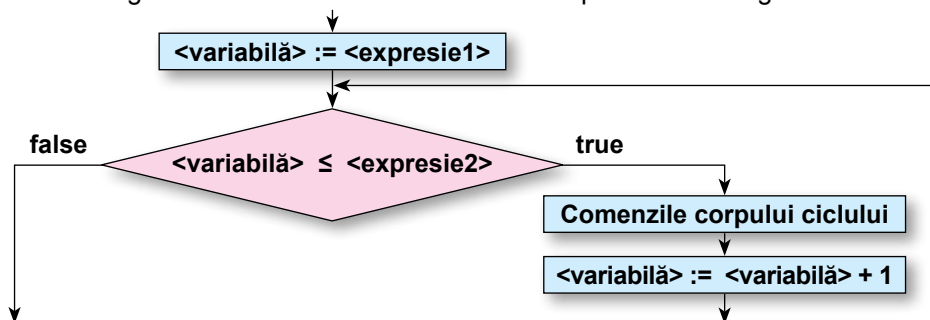 <variabilă> := <expresie1>
false
true
<variabilă> ≤ <expresie2>
Comenzile corpului ciclului
<variabilă> := <variabilă> + 1